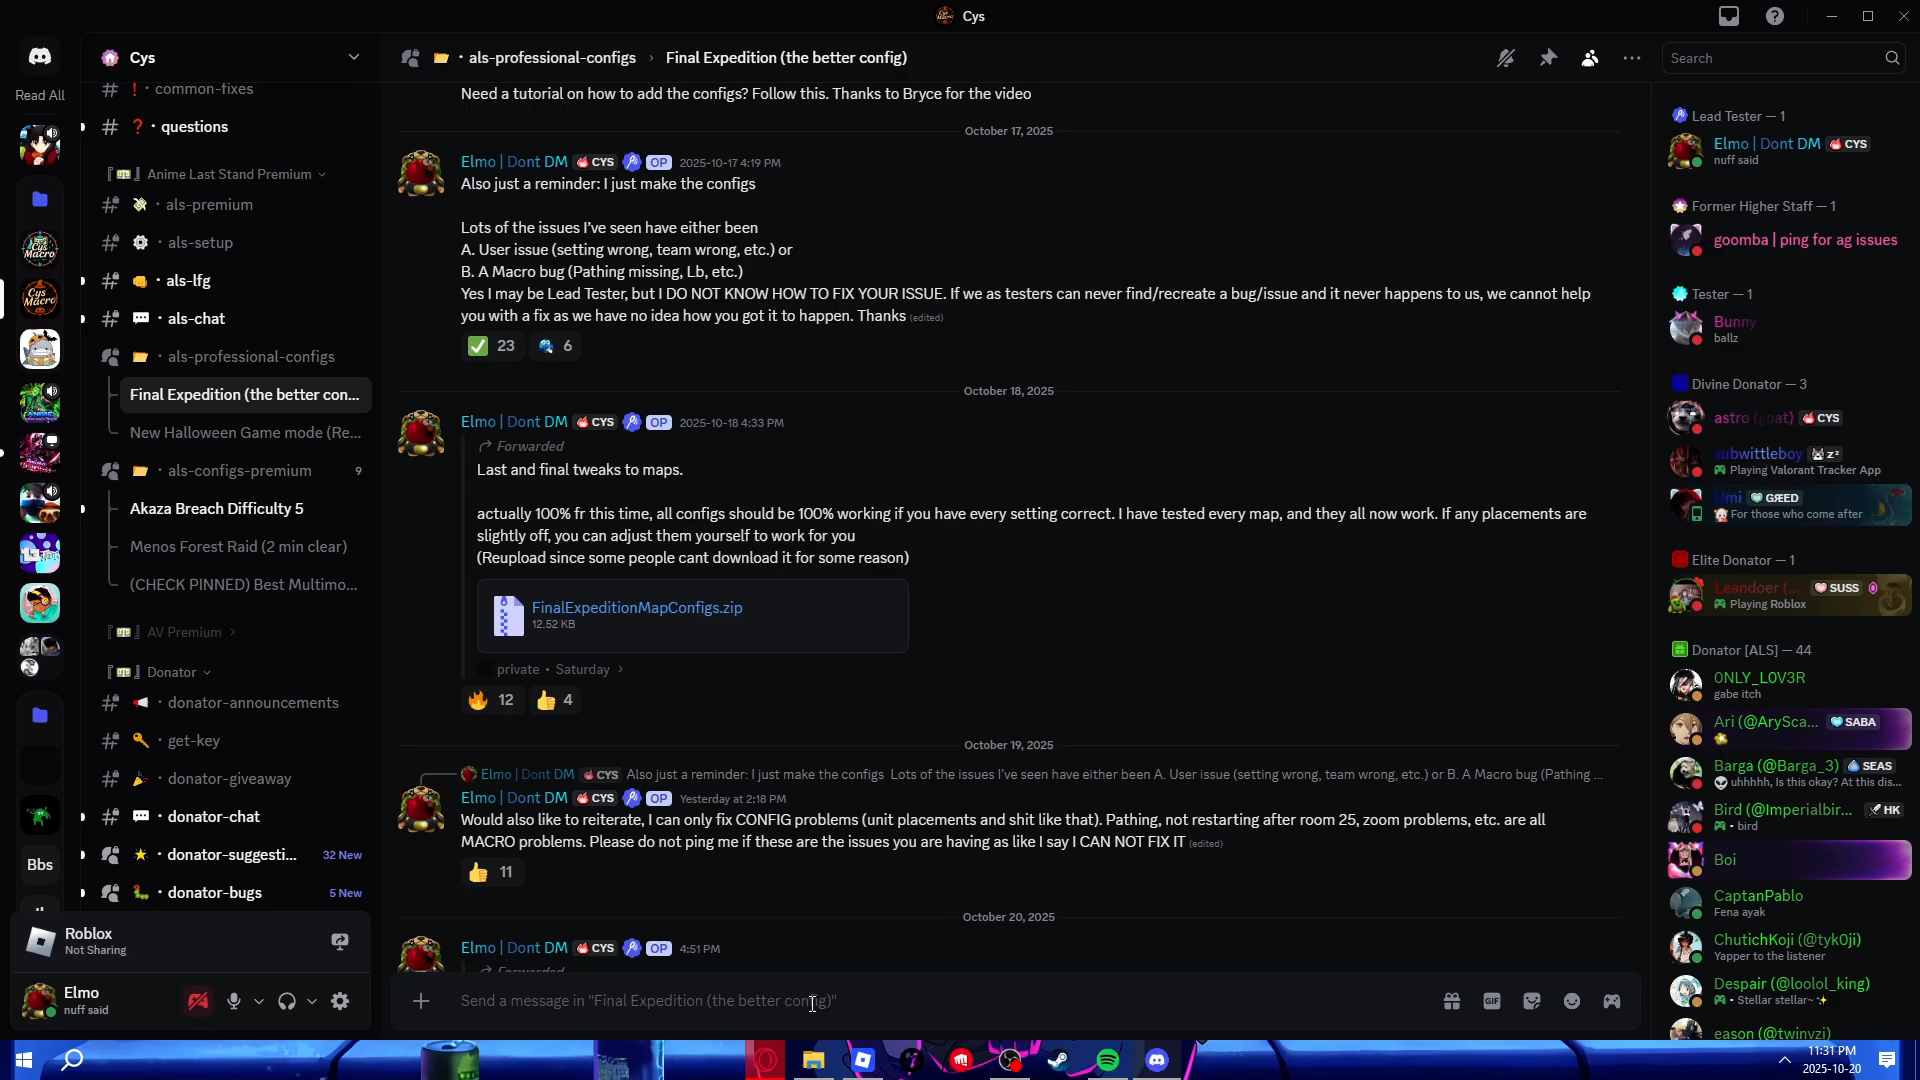 Cys
Read All
Bbs
Cys
common-fixes
questions
Anime Last Stand Premium
als-premium
als-setup
als-lfg
als-chat
als-professional-configs
Final Expedition (the better con...
New Halloween Game mode (Re...
als-configs-premium 9
Akaza Breach Difficulty 5
Menos Forest Raid (2 min clear)
(CHECK PINNED) Best Multimo...
AV Premium
Donator
donator-announcements
get-key
donator-giveaway
donator-chat
donator-suggesti... 32 New
donator-bugs 5 New
Roblox
Not Sharing
Elmo
nuff said
als-professional-configs › Final Expedition (the better config)
Search
Need a tutorial on how to add the configs? Follow this. Thanks to Bryce for the video
October 17, 2025
Elmo | Dont DM CYS OP 2025-10-17 4:19 PM
Also just a reminder: I just make the configs
Lots of the issues I've seen have either been
A. User issue (setting wrong, team wrong, etc.) or
B. A Macro bug (Pathing missing, Lb, etc.)
Yes I may be Lead Tester, but I DO NOT KNOW HOW TO FIX YOUR ISSUE. If we as testers can never find/recreate a bug/issue and it never happens to us, we cannot help
you with a fix as we have no idea how you got it to happen. Thanks (edited)
23 6
October 18, 2025
Elmo | Dont DM CYS OP 2025-10-18 4:33 PM
Forwarded
Last and final tweaks to maps.
actually 100% fr this time, all configs should be 100% working if you have every setting correct. I have tested every map, and they all now work. If any placements are
slightly off, you can adjust them yourself to work for you
(Reupload since some people cant download it for some reason)
FinalExpeditionMapConfigs.zip
12.52 KB
private • Saturday ›
12 4
October 19, 2025
Elmo | Dont DM CYS Also just a reminder: I just make the configs Lots of the issues I've seen have either been A. User issue (setting wrong, team wrong, etc.) or B. A Macro bug (Pathing ...
Elmo | Dont DM CYS OP Yesterday at 2:18 PM
Would also like to reiterate, I can only fix CONFIG problems (unit placements and shit like that). Pathing, not restarting after room 25, zoom problems, etc. are all
MACRO problems. Please do not ping me if these are the issues you are having as like I say I CAN NOT FIX IT (edited)
11
October 20, 2025
Elmo | Dont DM CYS OP 4:51 PM
Forwarded
Send a message in "Final Expedition (the better config)"
GIF
Lead Tester — 1
Elmo | Dont DM CYS
nuff said
Former Higher Staff — 1
goomba | ping for ag issues
Tester — 1
Bunny
ballz
Divine Donator — 3
astro (goat) CYS
subwittleboy zᶻ
Playing Valorant Tracker App
Umi GREED
For those who come after
Elite Donator — 1
Leandoer (... SUSS
Playing Roblox
Donator [ALS] — 44
0NLY_L0V3R
gabe itch
Ari (@ArySca... SABA
Barga (@Barga_3) SEAS
uhhhhh, Is this okay? At this dis...
Bird (@Imperialbir... HK
• bird
Boi
CaptanPablo
Fena ayak
ChutichKoji (@tyk0ji)
Yapper to the listener
Despair (@loolol_king)
• Stellar stellar~
eason (@twinvzi)
11:31 PM
2025-10-20